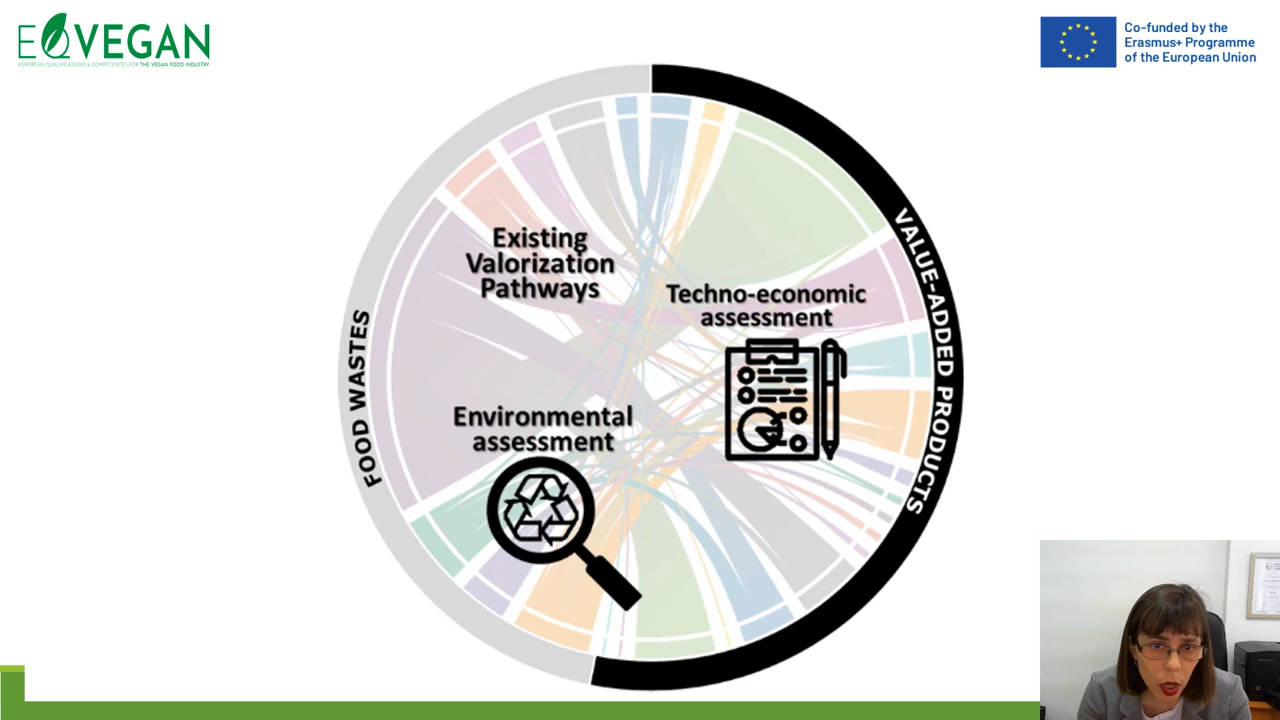 EQVEGAN
EUROPEAN QUALIFICATIONS & COMPETENCES FOR THE VEGAN FOOD INDUSTRY
Co-funded by the
Erasmus+ Programme
of the European Union
Existing
Valorization
Pathways
Techno-economic
assessment
Environmental
assessment
FOOD WASTES
VALUE-ADDED PRODUCTS